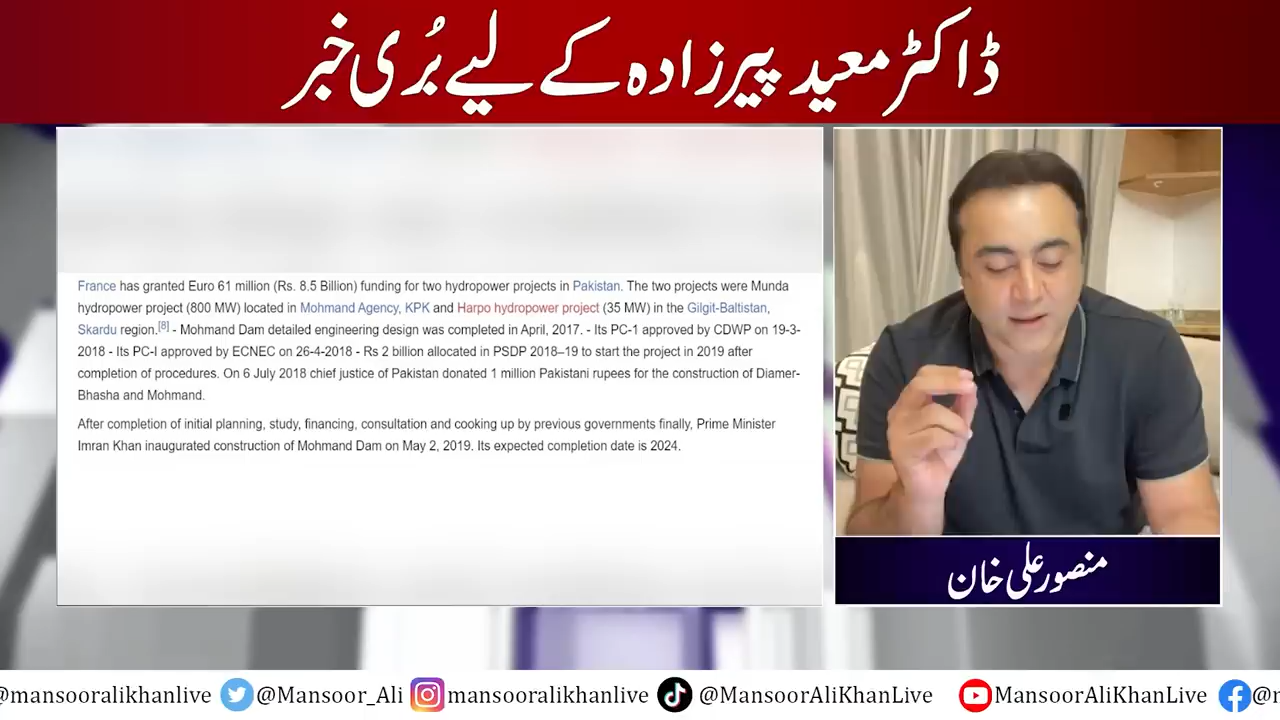 ڈاکٹر معید پیرزادہ کے لیے بُری خبر
France has granted Euro 61 million (Rs. 8.5 Billion) funding for two hydropower projects in Pakistan. The two projects were Munda
hydropower project (800 MW) located in Mohmand Agency, KPK and Harpo hydropower project (35 MW) in the Gilgit-Baltistan,
Skardu region.[8] - Mohmand Dam detailed engineering design was completed in April, 2017. - Its PC-1 approved by CDWP on 19-3-
2018 - Its PC-I approved by ECNEC on 26-4-2018 - Rs 2 billion allocated in PSDP 2018–19 to start the project in 2019 after
completion of procedures. On 6 July 2018 chief justice of Pakistan donated 1 million Pakistani rupees for the construction of Diamer-
Bhasha and Mohmand.
After completion of initial planning, study, financing, consultation and cooking up by previous governments finally, Prime Minister
Imran Khan inaugurated construction of Mohmand Dam on May 2, 2019. Its expected completion date is 2024.
منصور علی خان
@mansooralikhanlive @Mansoor_Ali mansooralikhanlive @MansoorAliKhanLive MansoorAliKhanLive